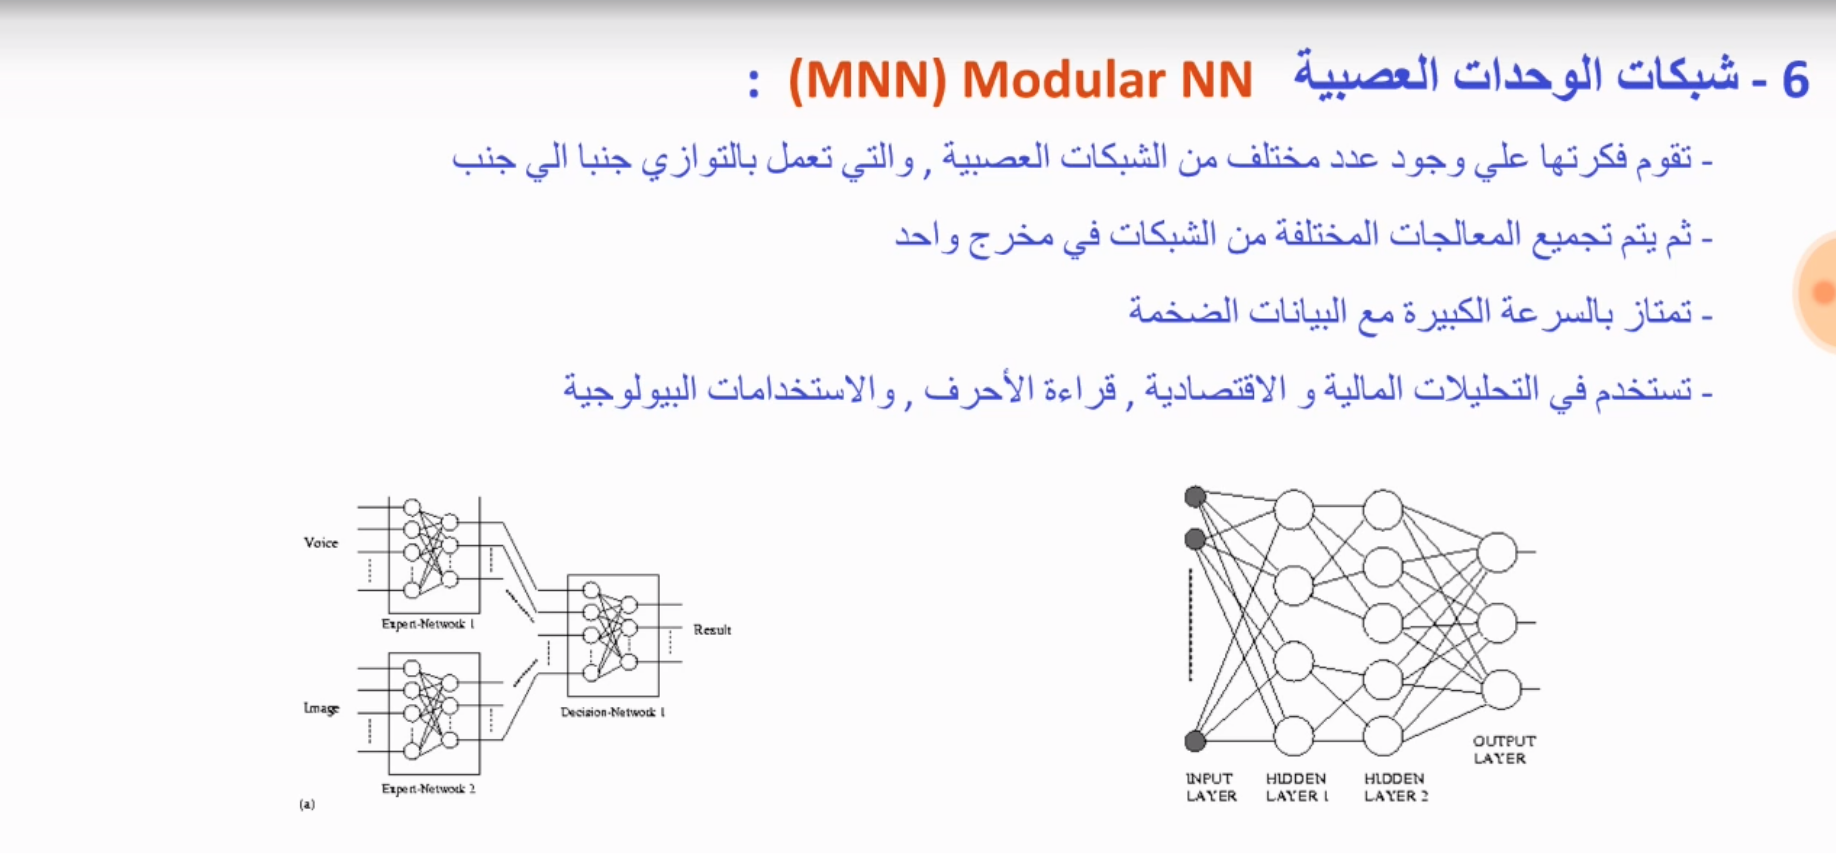 6 - شبكات الوحدات العصبية Modular NN (MNN) :
- تقوم فكرتها علي وجود عدد مختلف من الشبكات العصبية , والتي تعمل بالتوازي جنبا الي جنب
- ثم يتم تجميع المعالجات المختلفة من الشبكات في مخرج واحد
- تمتاز بالسرعة الكبيرة مع البيانات الضخمة
- تستخدم في التحليلات المالية و الاقتصادية , قراءة الأحرف , والاستخدامات البيولوجية
Voice
Expert-Network 1
Result
Image
Decision-Network 1
Expert-Network 2
(a)
OUTPUT
LAYER
INPUT HIDDEN HIDDEN
LAYER LAYER 1 LAYER 2